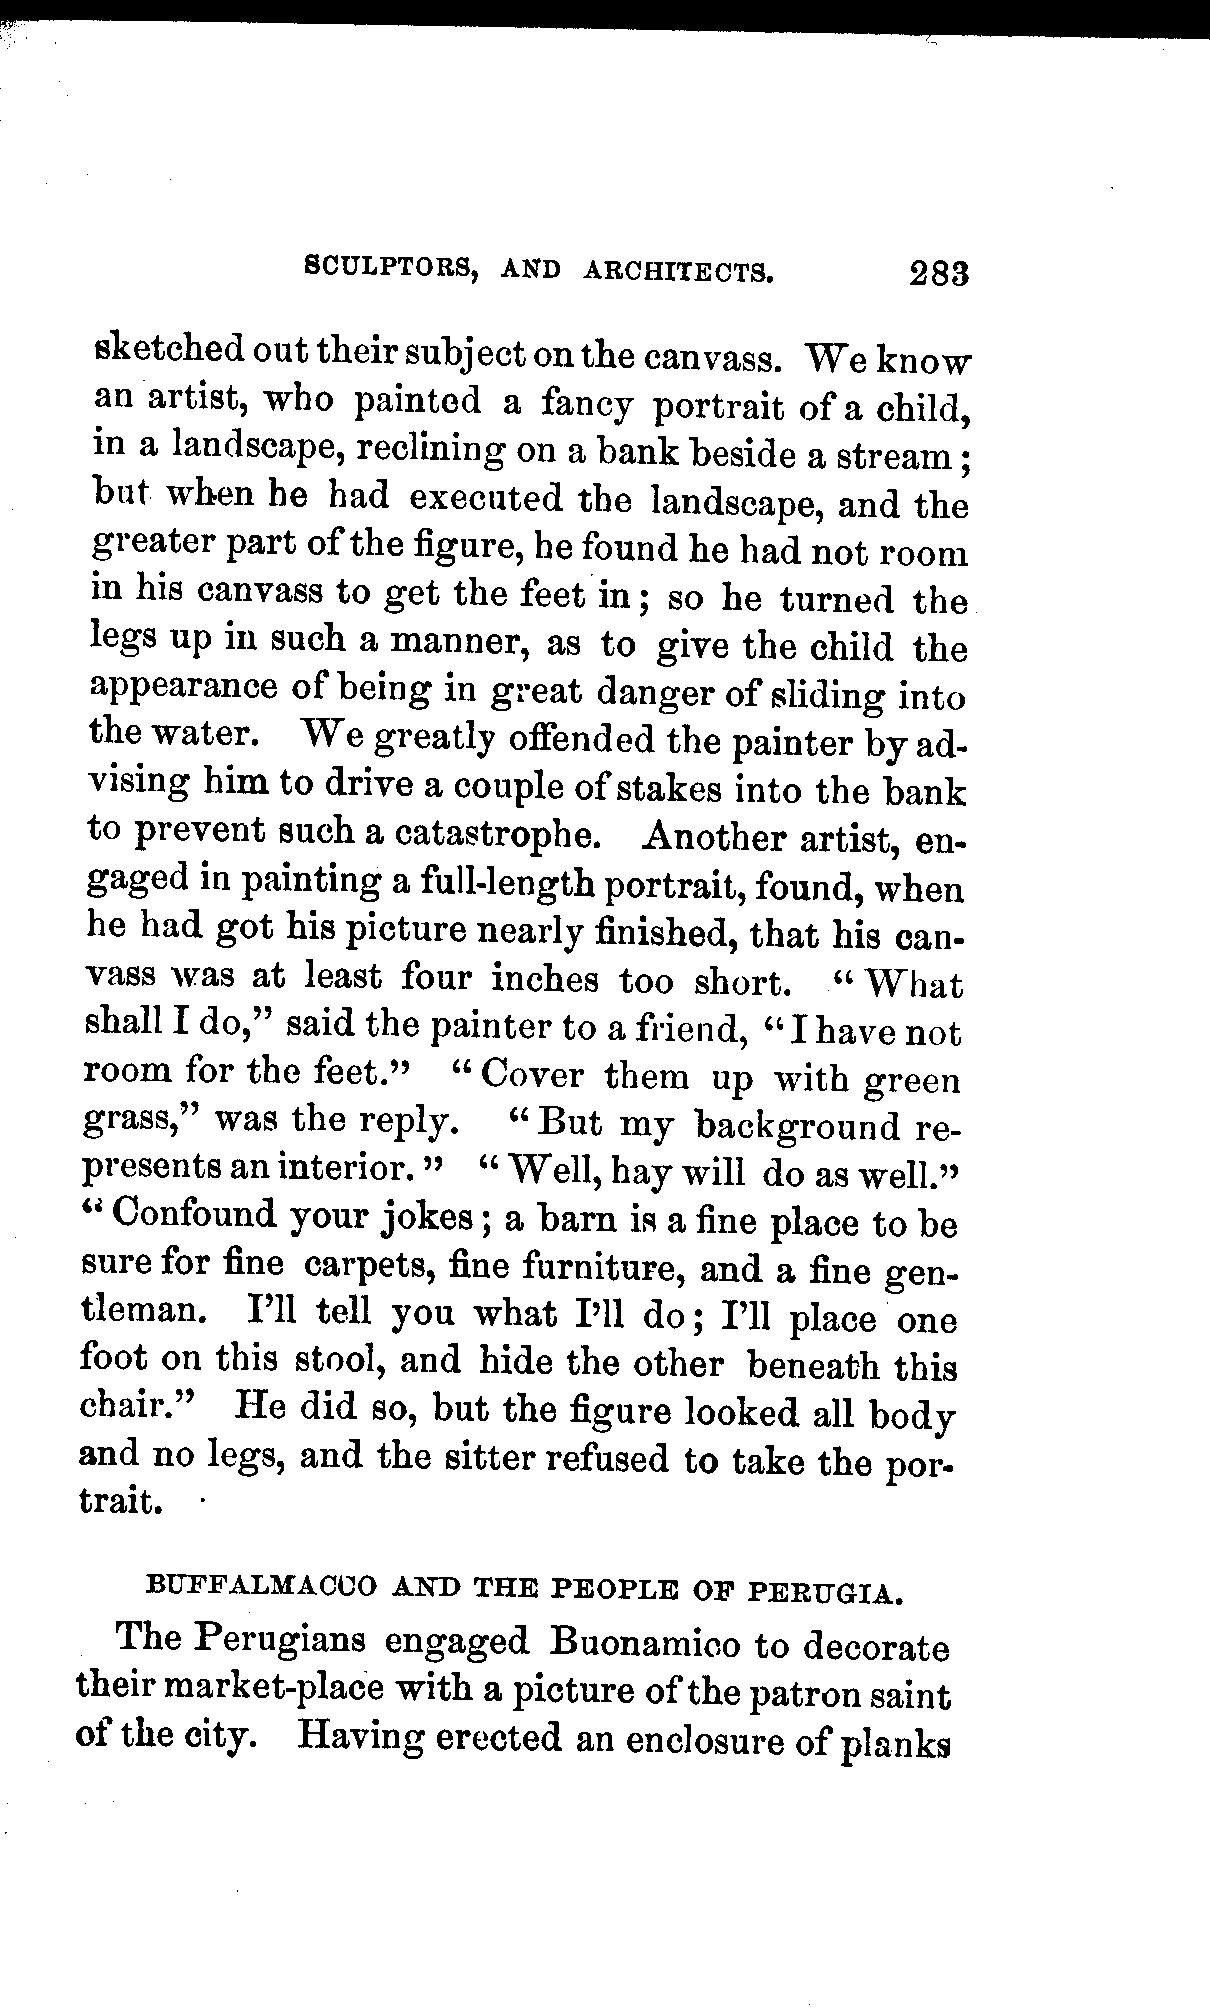 SCULPTORS, AND ARCHITECTS. 283
sketched out their subject on the canvass. We know
an artist, who painted a fancy portrait of a child,
in a landscape, reclining on a bank beside a stream;
but when he had executed the landscape, and the
greater part of the figure, he found he had not room
in his canvass to get the feet in; so he turned the
legs up in such a manner, as to give the child the
appearance of being in great danger of sliding into
the water. We greatly offended the painter by ad-
vising him to drive a couple of stakes into the bank
to prevent such a catastrophe. Another artist, en-
gaged in painting a full-length portrait, found, when
he had got his picture nearly finished, that his can-
vass was at least four inches too short. "What
shall I do," said the painter to a friend, "I have not
room for the feet." "Cover them up with green
grass," was the reply. "But my background re-
presents an interior." "Well, hay will do as well."
"Confound your jokes; a barn is a fine place to be
sure for fine carpets, fine furniture, and a fine gen-
tleman. I'll tell you what I'll do; I'll place one
foot on this stool, and hide the other beneath this
chair." He did so, but the figure looked all body
and no legs, and the sitter refused to take the por-
trait.
BUFFALMACCO AND THE PEOPLE OF PERUGIA.
The Perugians engaged Buonamico to decorate
their market-place with a picture of the patron saint
of the city. Having erected an enclosure of planks